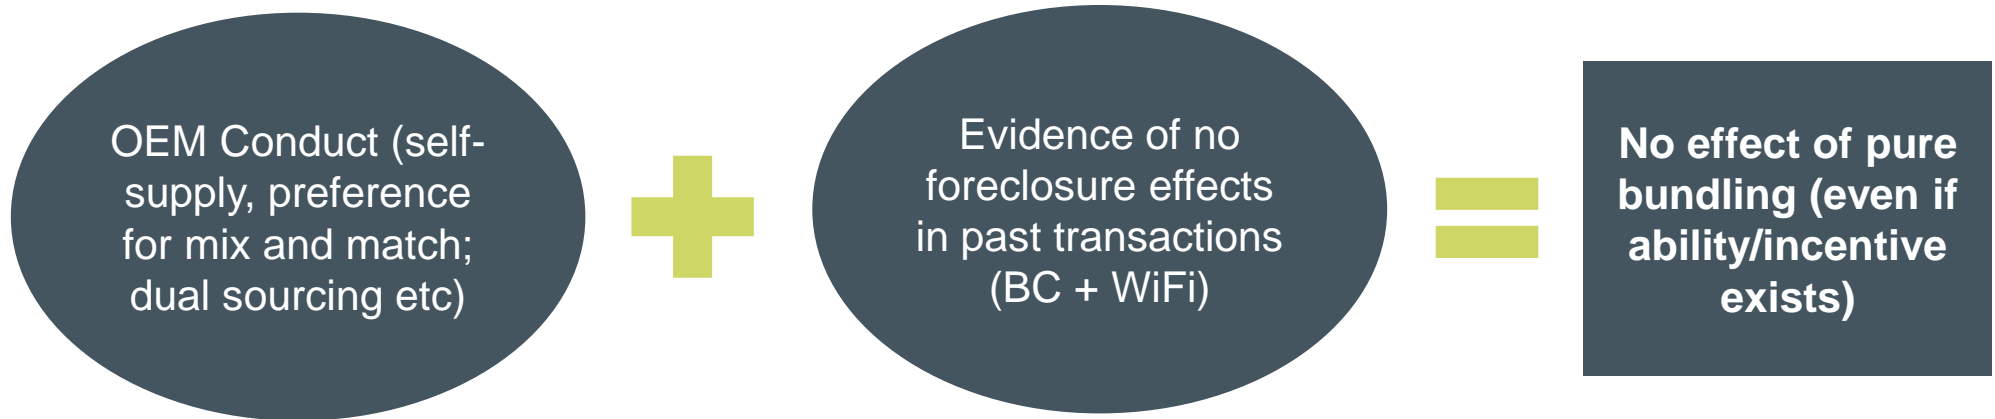 OEM Conduct (self-
supply, preference
for mix and match;
dual sourcing etc)
Evidence of no
foreclosure effects
in past transactions
(BC + WiFi)
No effect of pure
bundling (even if
ability/incentive
exists)